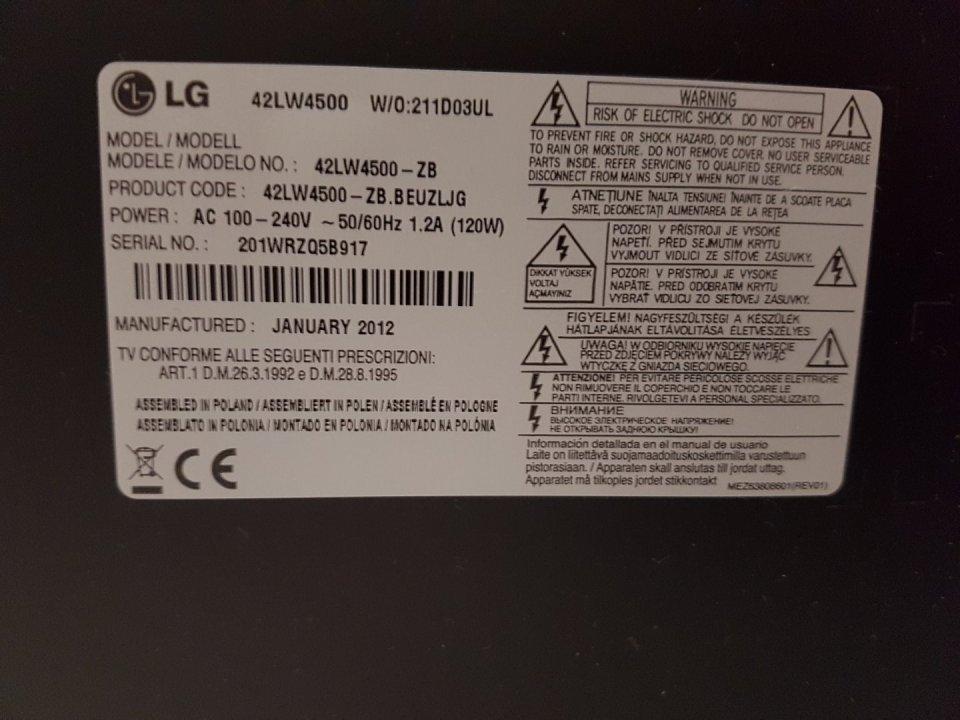 LG 42LW4500 W/O:211D03UL
MODEL / MODELL
MODELE / MODELO NO. : 42LW4500-ZB
PRODUCT CODE : 42LW4500-ZB.BEUZLJG
POWER : AC 100-240V ~50/60Hz 1.2A (120W)
SERIAL NO. : 201WRZQ5B917
MANUFACTURED : JANUARY 2012
TV CONFORME ALLE SEGUENTI PRESCRIZIONI:
ART.1 D.M.26.3.1992 e D.M.28.8.1995
ASSEMBLED IN POLAND / ASSEMBLIERT IN POLEN / ASSEMBLÉ EN POLOGNE
ASSEMBLATO IN POLONIA / MONTADO EN POLONIA / MONTADO NA POLÓNIA
CE
WARNING
RISK OF ELECTRIC SHOCK DO NOT OPEN
TO PREVENT FIRE OR SHOCK HAZARD, DO NOT EXPOSE THIS APPLIANCE
TO RAIN OR MOISTURE. DO NOT REMOVE COVER. NO USER SERVICEABLE
PARTS INSIDE. REFER SERVICING TO QUALIFIED SERVICE PERSON.
DISCONNECT FROM MAINS SUPPLY WHEN NOT IN USE.
ATNEȚIUNE ÎNALTA TENSIUNE! ÎNAINTE DE A SCOATE PLACA
SPATE, DECONECTAȚI ALIMENTAREA DE LA REȚEA
DIKKAT YÜKSEK
VOLTAJ
AÇMAYINIZ
POZOR! V PŘÍSTROJI JE VYSOKÉ
NAPETÍ. PŘED SEJMUTIM KRYTU
VYJMOUT VIDLICI ZE SÍŤOVÉ ZÁSUVKY.
POZOR! V PRÍSTROJI JE VYSOKÉ
NAPÄTIE. PRED ODOBRATIM KRYTU
VYBRAŤ VIDLICU ZO SIEŤOVEJ ZÁSUVKY.
FIGYELEM! NAGYFESZÜLTSÉG! A KÉSZÜLÉK
HÁTLAPJÁNAK ELTÁVOLÍTÁSA ÉLETVESZÉLYES
UWAGA! W ODBIORNIKU WYSOKIE NAPIĘCIE
PRZED ZDJĘCIEM POKRYWY NALEŻY WYJĄĆ
WTYCZKĘ Z GNIAZDA SIECIOWEGO.
ATTENZIONE! PER EVITARE PERICOLOSE SCOSSE ELETTRICHE
NON RIMUOVERE IL COPERCHIO E NON TOCCARE LE
PARTI INTERNE. RIVOLGETEVI A PERSONAL SPECIALIZZATO.
ВНИМАНИЕ
ВЫСОКОЕ ЭЛЕКТРИЧЕСКОЕ НАПРЯЖЕНИЕ!
НЕ ОТКРЫВАТЬ ЗАДНЮЮ КРЫШКУ!
Información detallada en el manual de usuario
Laite on liitettävä suojamaadoituskoskettimilla varustettuun
pistorasiaan. / Apparaten skall anslutas till jordat uttag.
Apparatet må tilkoples jordet stikkontakt MEZ63808601(REV01)